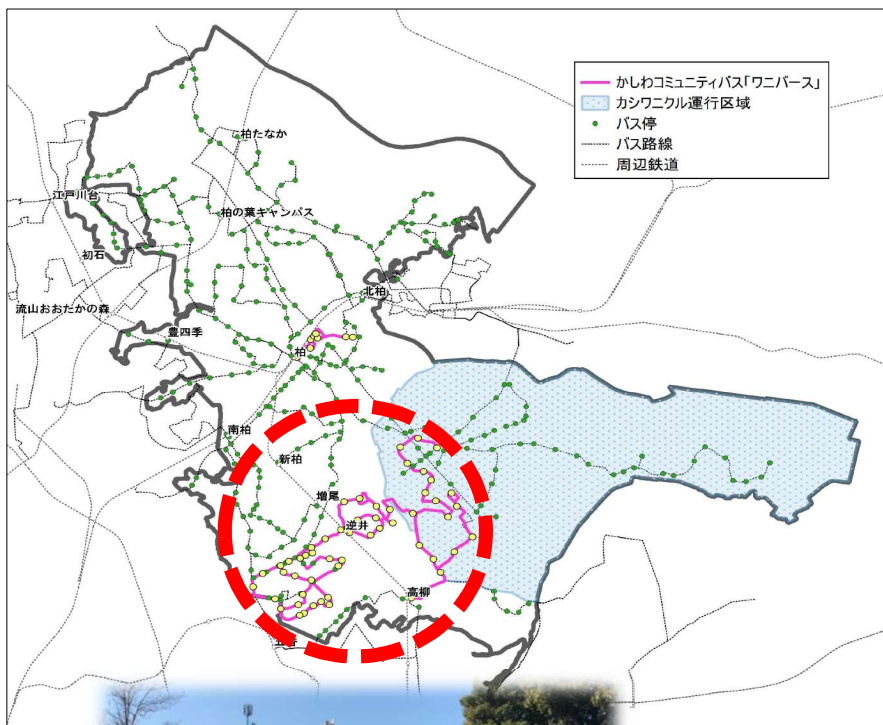 かしわコミュニティバス「ワニバース」
カシワニクル運行区域
バス停
バス路線
周辺鉄道
柏たなか
江戸川台
柏の葉キャンパス
初石
北柏
流山おおたかの森
豊四季
柏
南柏
新柏
増尾
逆井
高柳